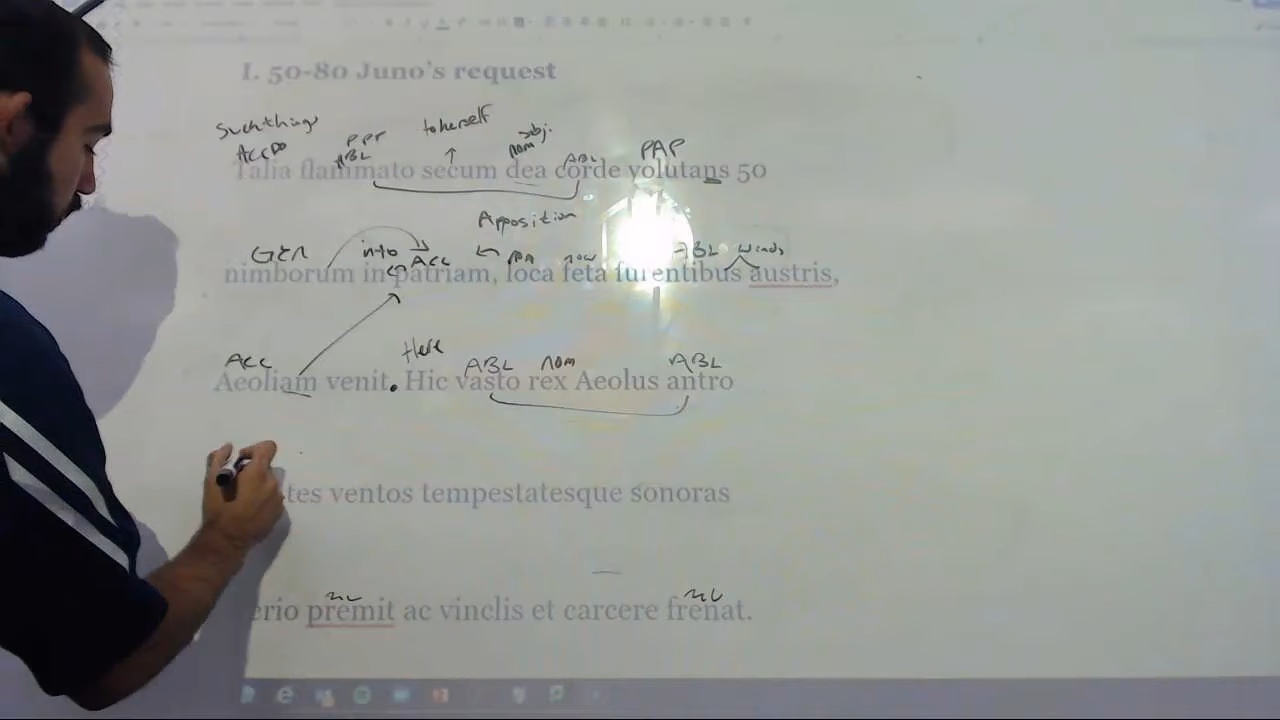 I. 50-80 Juno's request
such things to herself subj.
ACC DO PPP ABL nom ABL PAP
Talia flammato secum dea corde volutans 50
Apposition
GEN into ACC nom ABL winds
nimborum in patriam, loca feta furentibus austris,
ACC Here ABL nom ABL
Aeoliam venit. Hic vasto rex Aeolus antro
tes ventos tempestatesque sonoras
erio premit ac vinclis et carcere frenat.